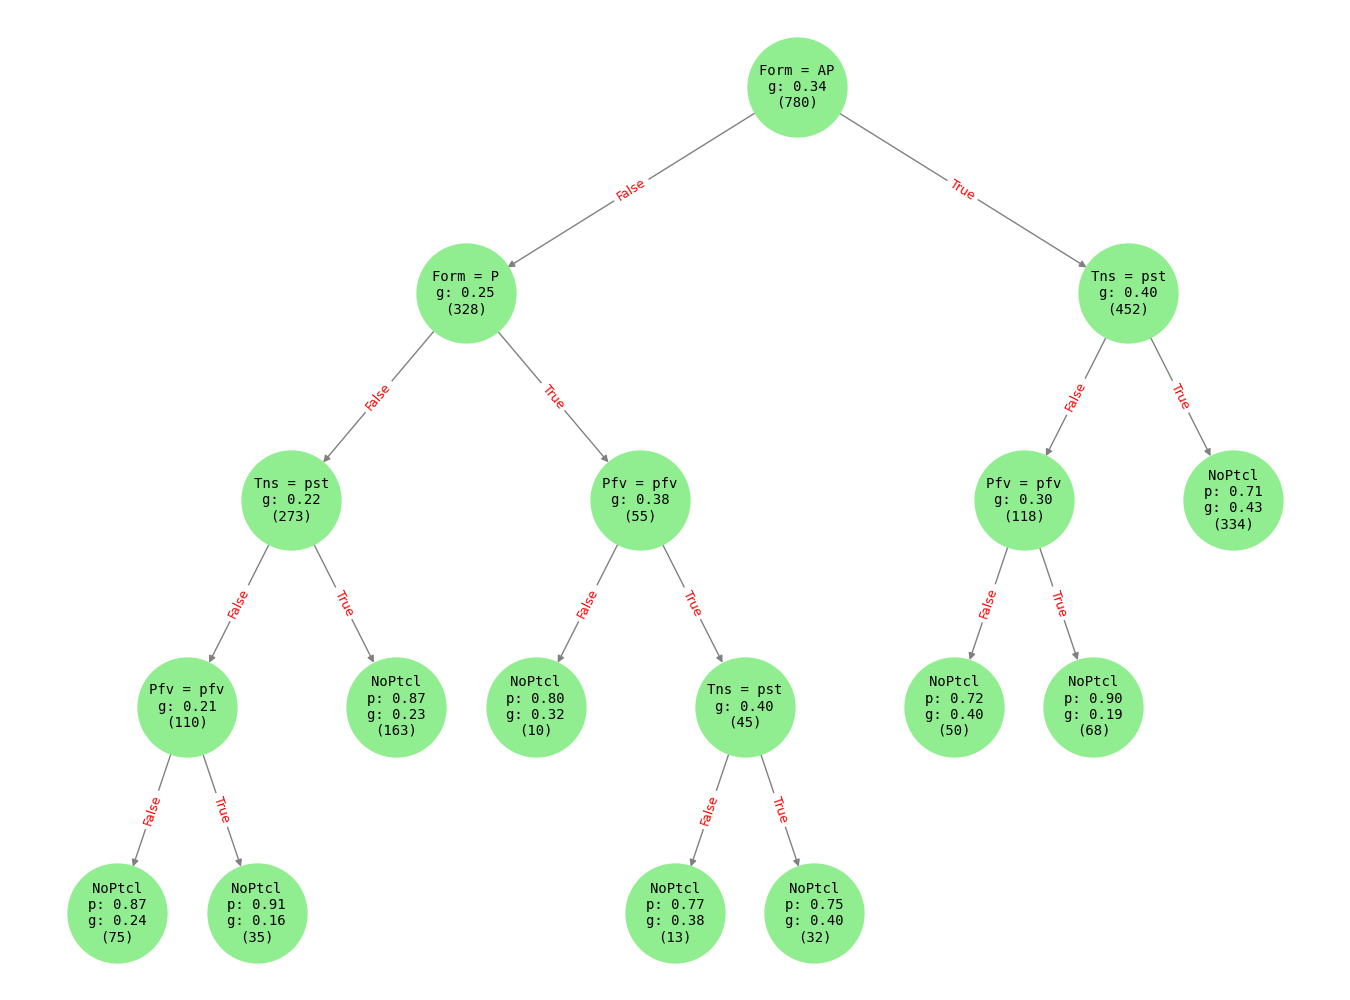 Form = AP
g: 0.34
(780)
False
True
Form = P
g: 0.25
(328)
Tns = pst
g: 0.40
(452)
False
True
False
True
Tns = pst
g: 0.22
(273)
Pfv = pfv
g: 0.38
(55)
Pfv = pfv
g: 0.30
(118)
NoPtcl
p: 0.71
g: 0.43
(334)
False
True
False
True
False
True
Pfv = pfv
g: 0.21
(110)
NoPtcl
p: 0.87
g: 0.23
(163)
NoPtcl
p: 0.80
g: 0.32
(10)
Tns = pst
g: 0.40
(45)
NoPtcl
p: 0.72
g: 0.40
(50)
NoPtcl
p: 0.90
g: 0.19
(68)
False
True
False
True
NoPtcl
p: 0.87
g: 0.24
(75)
NoPtcl
p: 0.91
g: 0.16
(35)
NoPtcl
p: 0.77
g: 0.38
(13)
NoPtcl
p: 0.75
g: 0.40
(32)